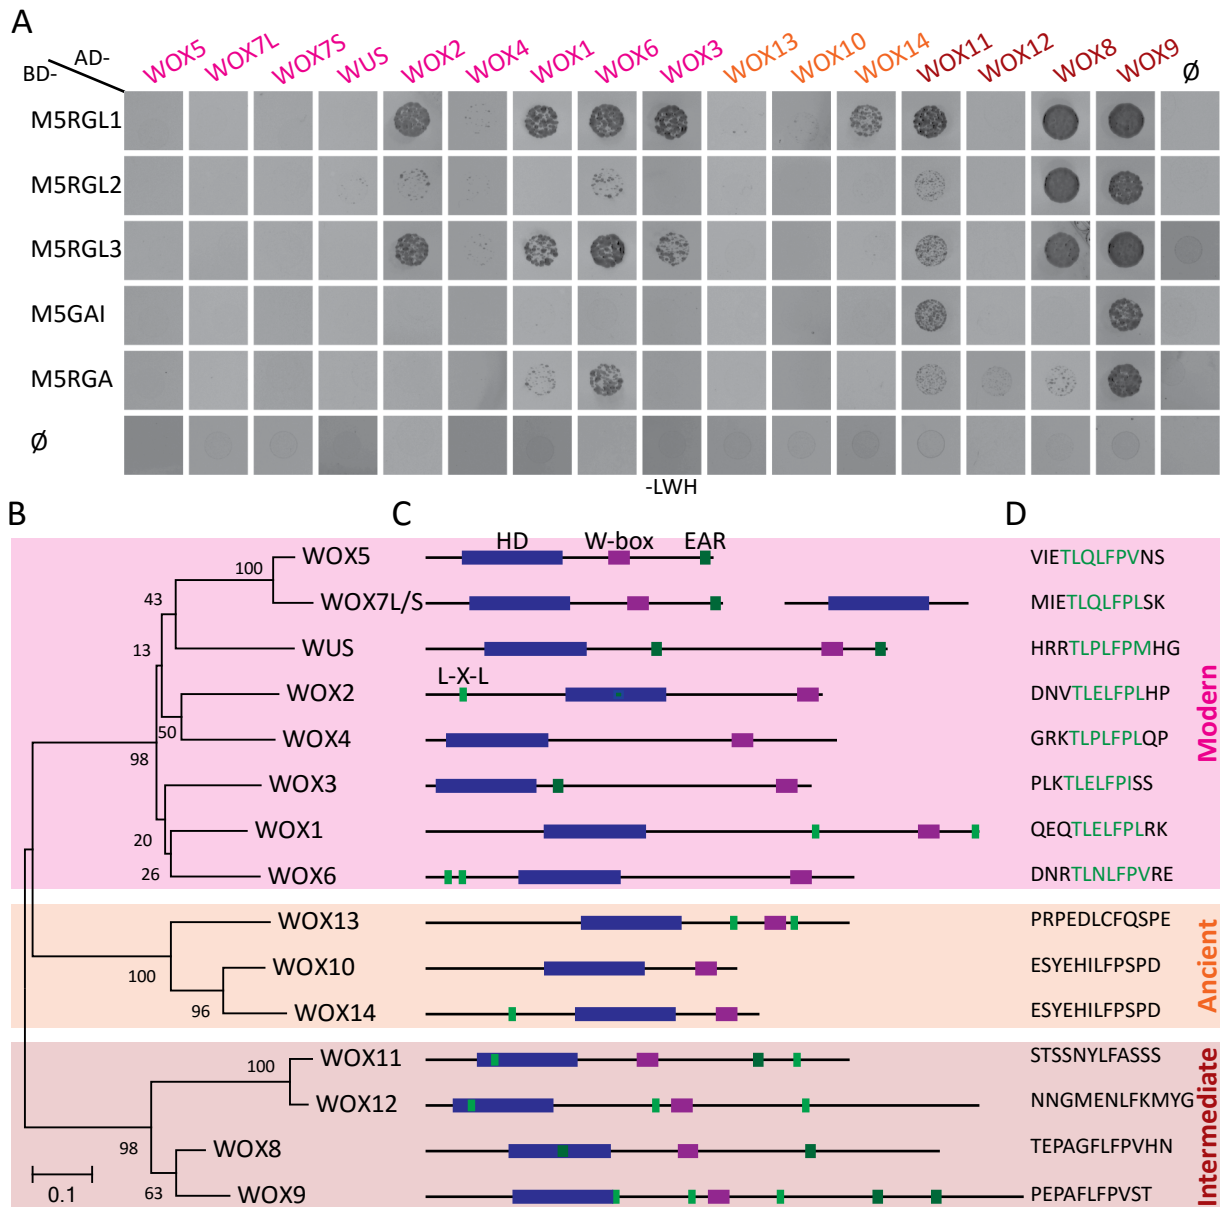 A
AD-
BD-
WOX5 WOX7L WOX7S WUS WOX2 WOX4 WOX1 WOX6 WOX3 WOX13 WOX10 WOX14 WOX11 WOX12 WOX8 WOX9 Ø
M5RGL1
M5RGL2
M5RGL3
M5GAI
M5RGA
Ø
-LWH
B C D
HD W-box EAR
WOX5 VIETLQLFPVNS
100
43
WOX7L/S MIETLQLFPLSK
13
WUS HRRTLPLFPMHG
L-X-L
WOX2 DNVTLELFPLHP
50
WOX4 GRKTLPLFPLQP
98
WOX3 PLKTLELFPISS
20
WOX1 QEQTLELFPLRK
26
WOX6 DNRTLNLFPVRE
Modern
WOX13 PRPEDLCFQSPE
100
WOX10 ESYEHILFPSPD
96
WOX14 ESYEHILFPSPD
Ancient
WOX11 STSSNYLFASSS
100
WOX12 NNGMENLFKMYG
98
WOX8 TEPAGFLFPVHN
63
WOX9 PEPAFLFPVST
Intermediate
0.1